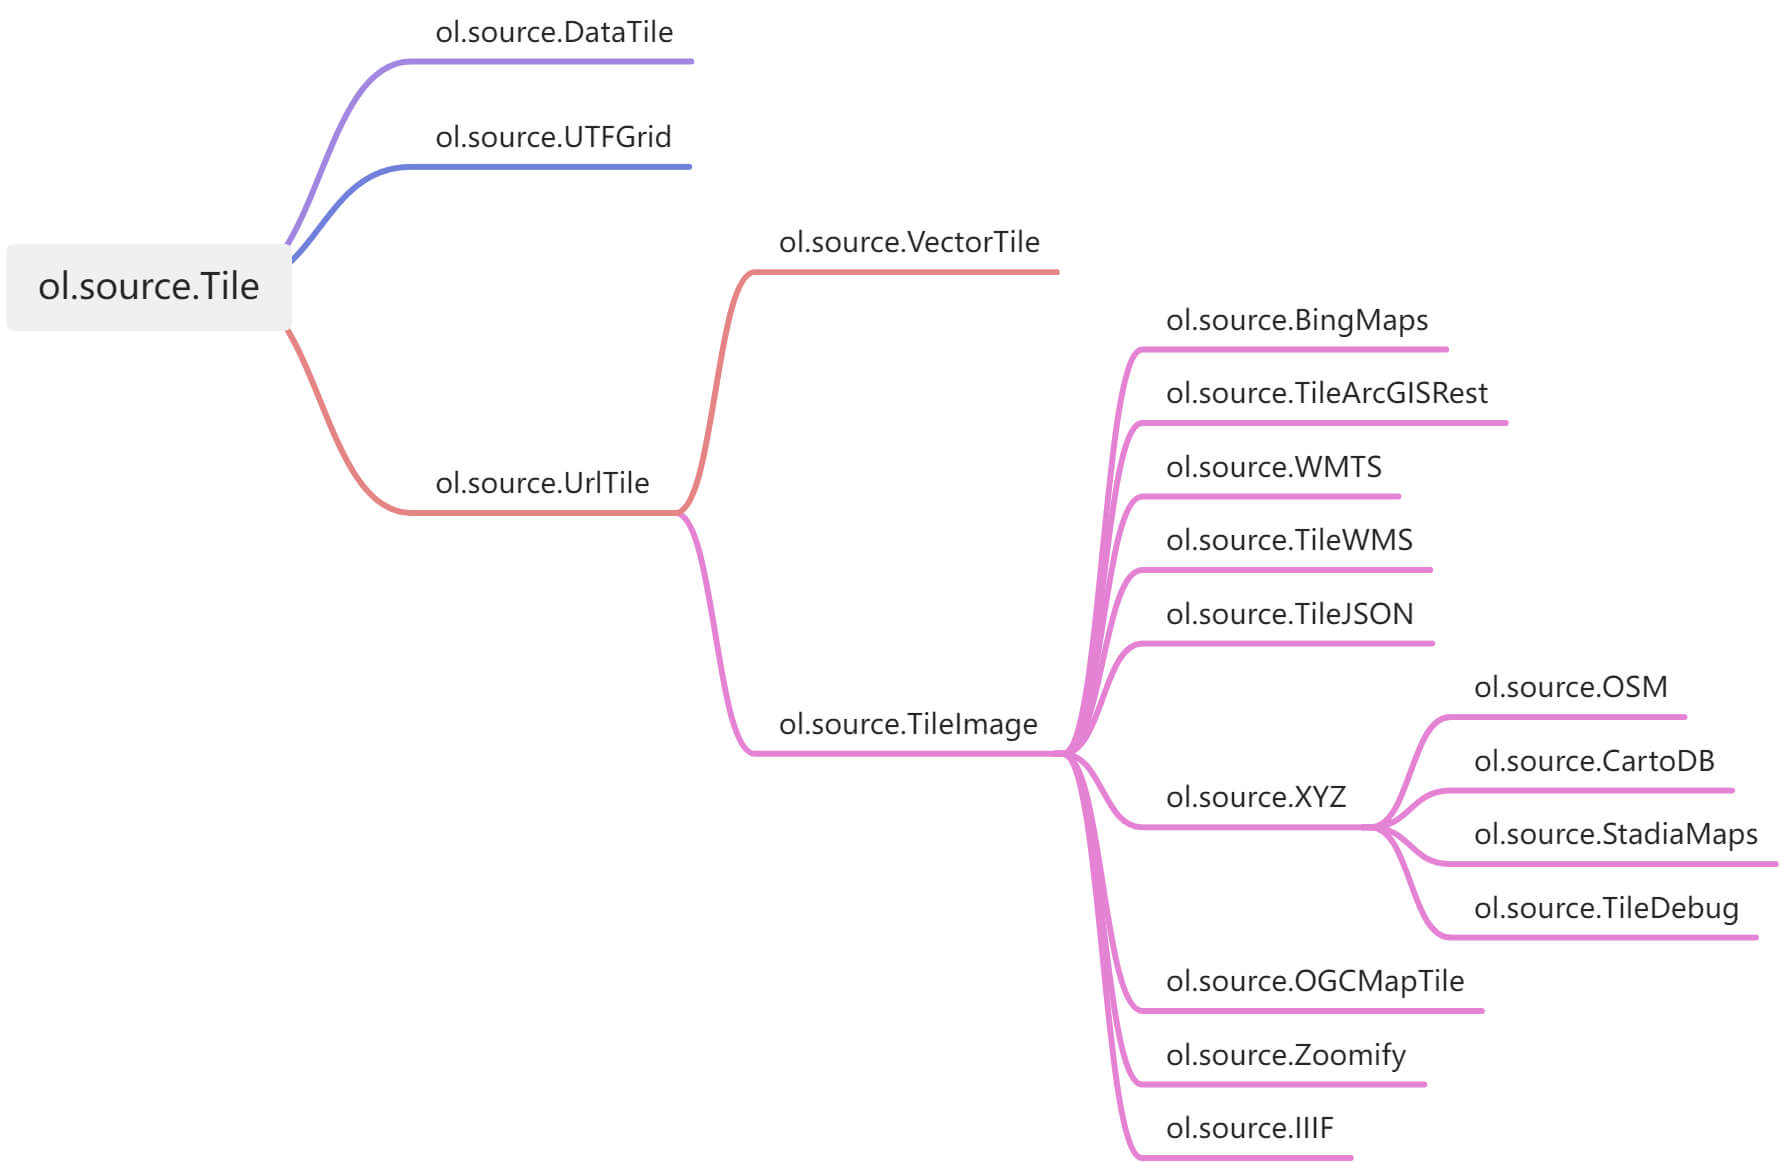 ol.source.DataTile
ol.source.UTFGrid
ol.source.Tile
ol.source.VectorTile
ol.source.UrlTile
ol.source.TileImage
ol.source.BingMaps
ol.source.TileArcGISRest
ol.source.WMTS
ol.source.TileWMS
ol.source.TileJSON
ol.source.XYZ
ol.source.OSM
ol.source.CartoDB
ol.source.StadiaMaps
ol.source.TileDebug
ol.source.OGCMapTile
ol.source.Zoomify
ol.source.IIIF